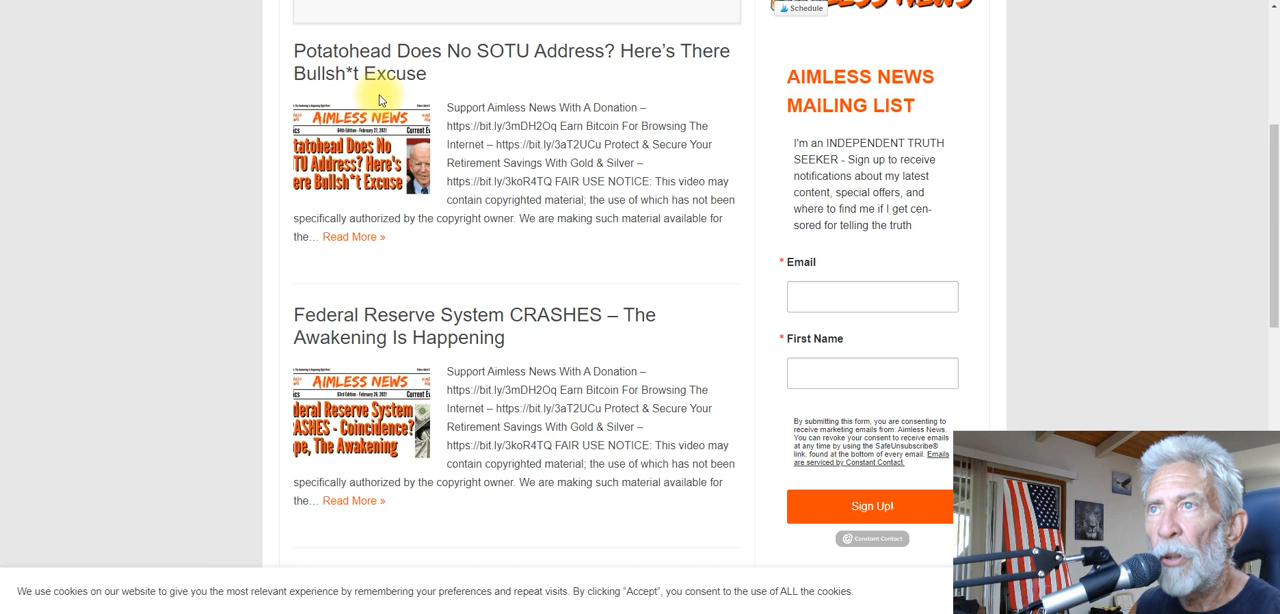 Schedule
Potatohead Does No SOTU Address? Here's There
Bullsh*t Excuse
AIMLESS NEWS
64th Edition - February 27, 2021
Current Ev
tatohead Does No
TU Address? Here's
ere Bullsh*t Excuse
Support Aimless News With A Donation –
https://bit.ly/3mDH2Oq Earn Bitcoin For Browsing The
Internet – https://bit.ly/3aT2UCu Protect & Secure Your
Retirement Savings With Gold & Silver –
https://bit.ly/3koR4TQ FAIR USE NOTICE: This video may
contain copyrighted material; the use of which has not been
specifically authorized by the copyright owner. We are making such material available for
the… Read More »
Federal Reserve System CRASHES – The
Awakening Is Happening
AIMLESS NEWS
63rd Edition - February 26, 2021
Current Ev
deral Reserve System
ASHES - Coincidence?
pe, The Awakening
Support Aimless News With A Donation –
https://bit.ly/3mDH2Oq Earn Bitcoin For Browsing The
Internet – https://bit.ly/3aT2UCu Protect & Secure Your
Retirement Savings With Gold & Silver –
https://bit.ly/3koR4TQ FAIR USE NOTICE: This video may
contain copyrighted material; the use of which has not been
specifically authorized by the copyright owner. We are making such material available for
the… Read More »
AIMLESS NEWS
MAILING LIST
I'm an INDEPENDENT TRUTH
SEEKER - Sign up to receive
notifications about my latest
content, special offers, and
where to find me if I get cen-
sored for telling the truth
* Email
* First Name
By submitting this form, you are consenting to
receive marketing emails from: Aimless News.
You can revoke your consent to receive emails
at any time by using the SafeUnsubscribe®
link, found at the bottom of every email. Emails
are serviced by Constant Contact.
Sign Up!
Constant Contact
We use cookies on our website to give you the most relevant experience by remembering your preferences and repeat visits. By clicking "Accept", you consent to the use of ALL the cookies.